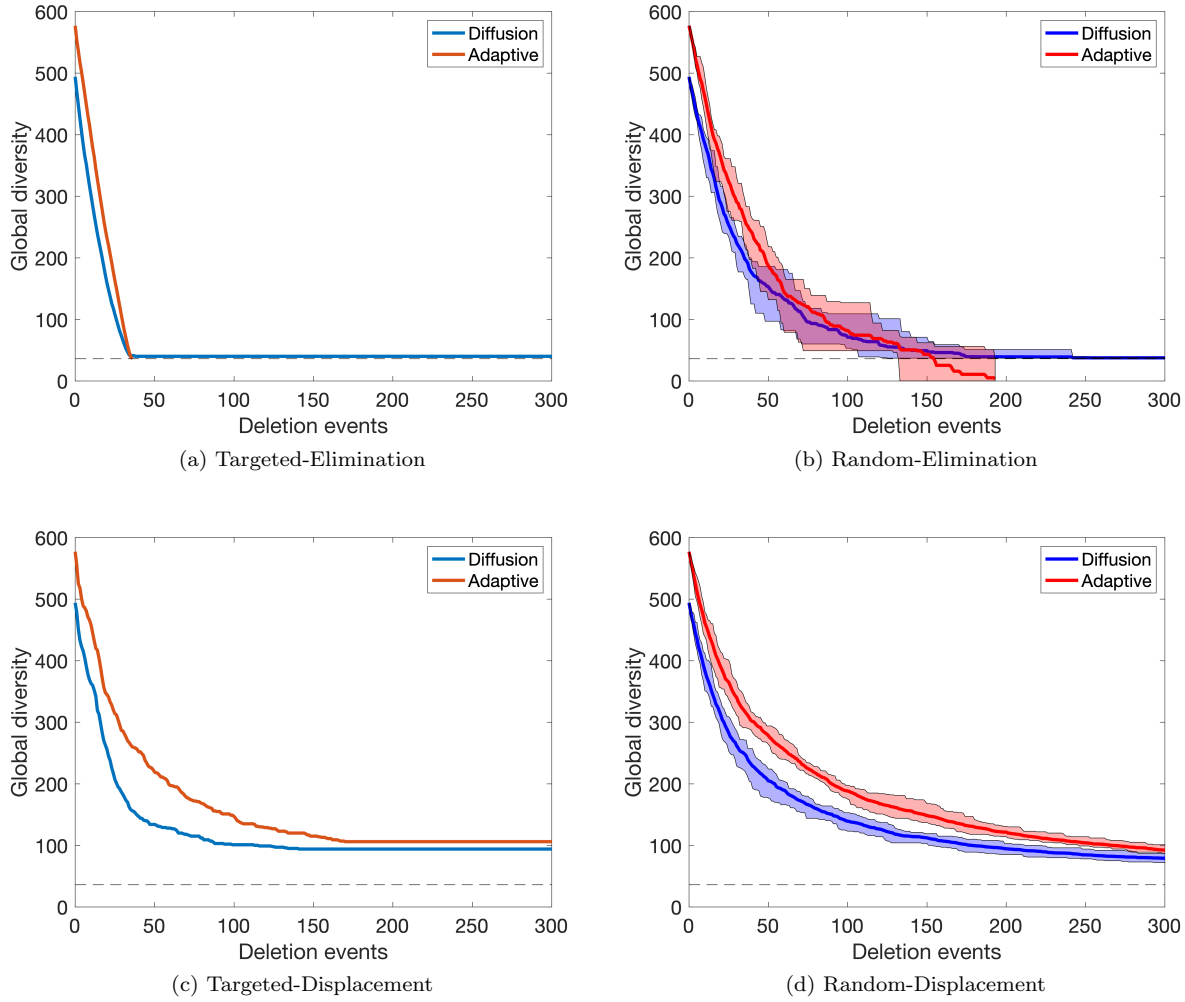 600
500
400
300
200
100
0
Global diversity
Diffusion
Adaptive
0 50 100 150 200 250 300
Deletion events
(a) Targeted-Elimination
600
500
400
300
200
100
0
Global diversity
Diffusion
Adaptive
0 50 100 150 200 250 300
Deletion events
(b) Random-Elimination
600
500
400
300
200
100
0
Global diversity
Diffusion
Adaptive
0 50 100 150 200 250 300
Deletion events
(c) Targeted-Displacement
600
500
400
300
200
100
0
Global diversity
Diffusion
Adaptive
0 50 100 150 200 250 300
Deletion events
(d) Random-Displacement